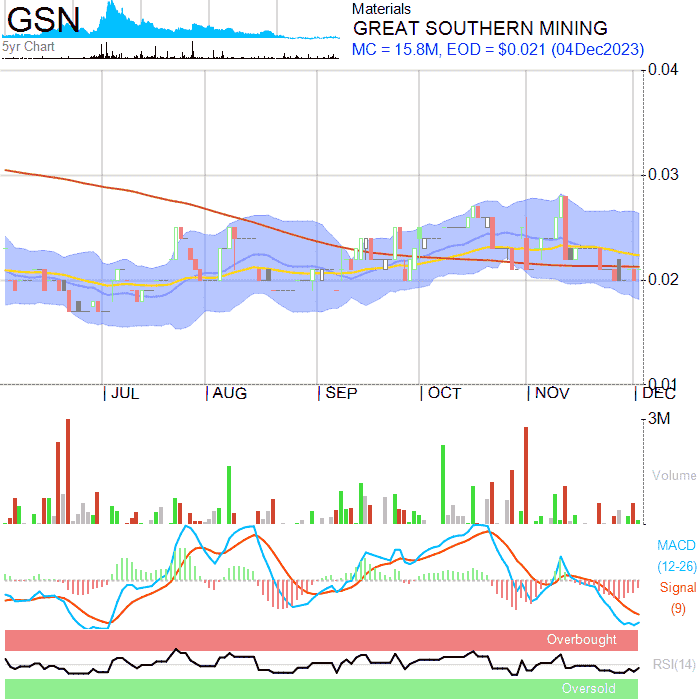 GSN
5yr Chart
Materials
GREAT SOUTHERN MINING
MC = 15.8M, EOD = $0.021 (04Dec2023)
0.04
0.03
0.02
0.01
JUL
AUG
SEP
OCT
NOV
DEC
3M
Volume
MACD
(12-26)
Signal
(9)
Overbought
RSI(14)
Oversold